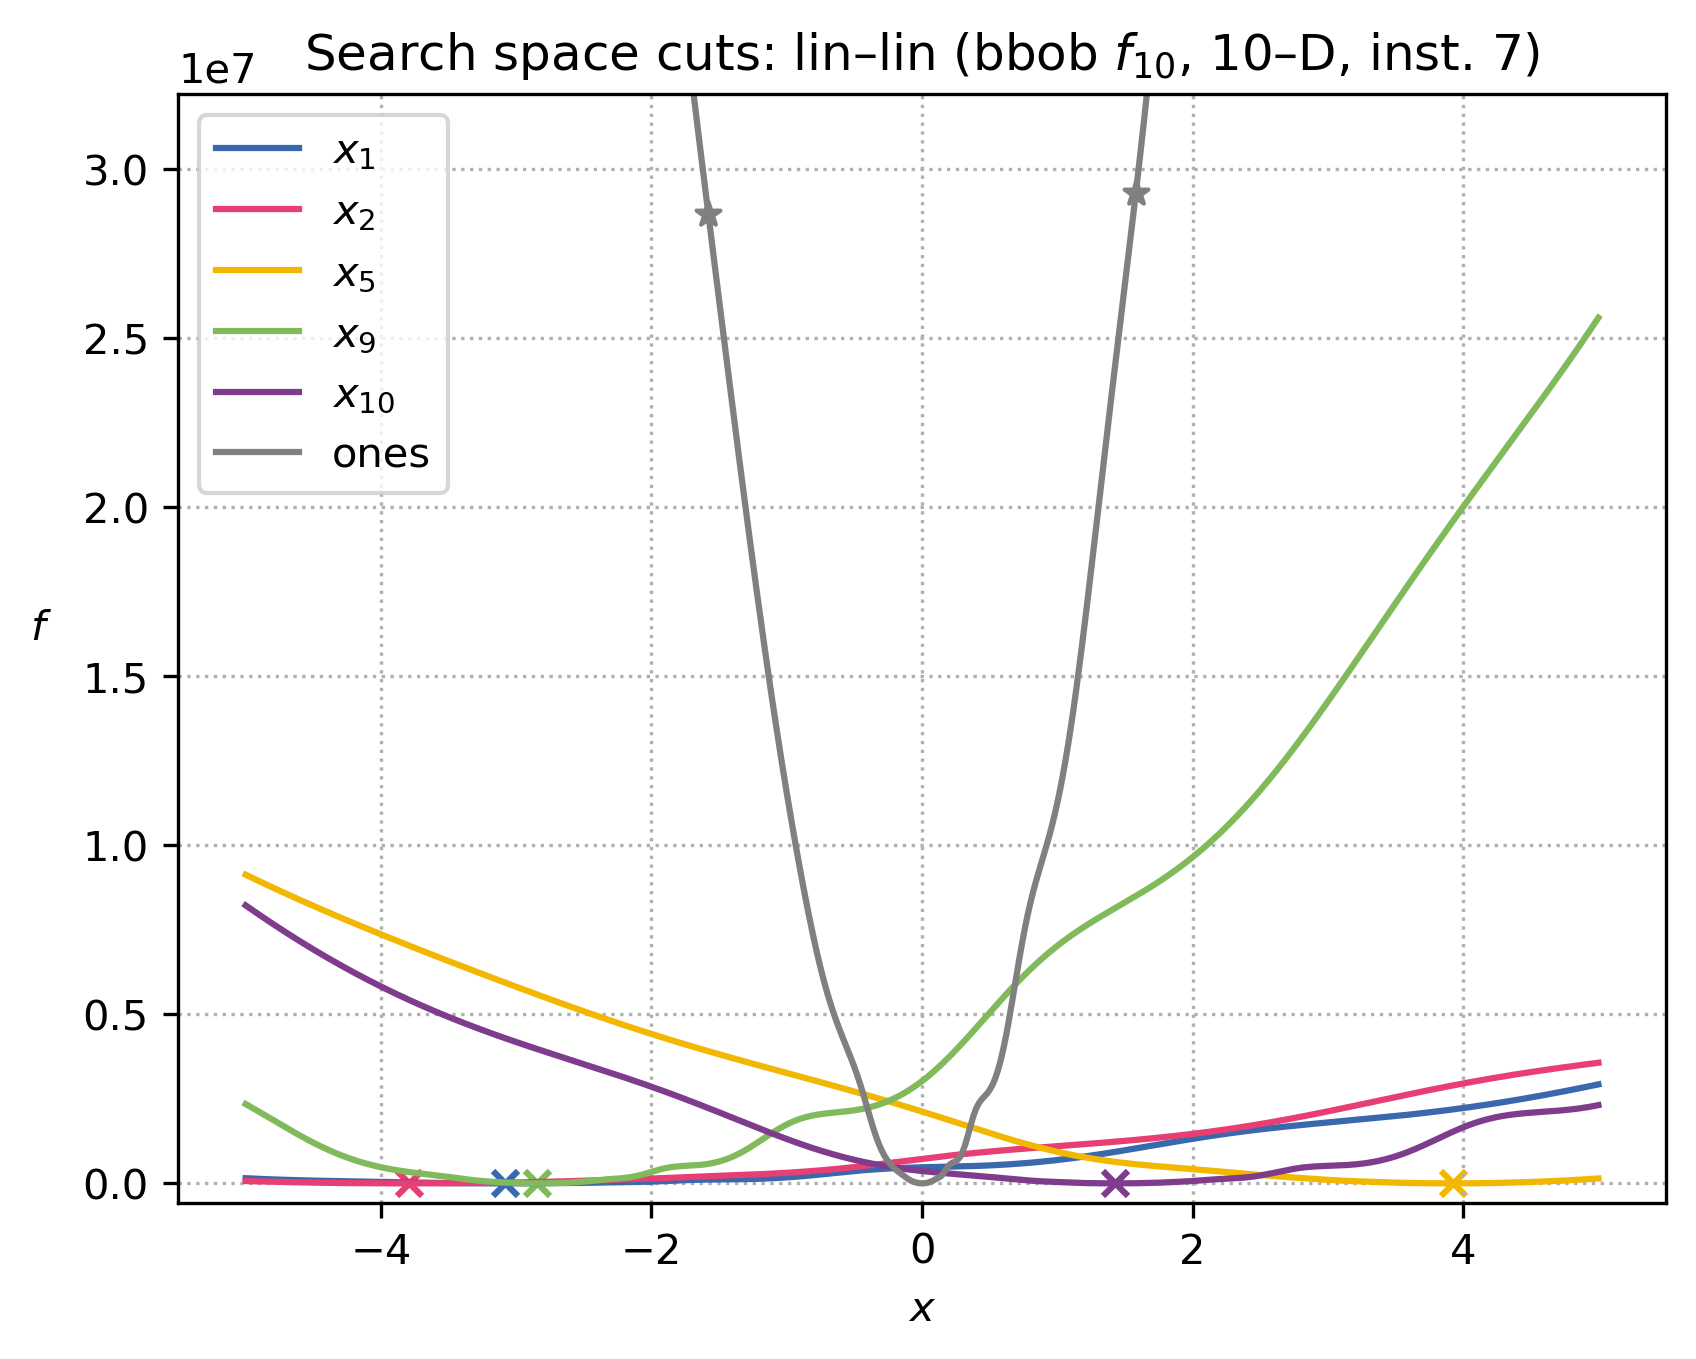 Search space cuts: lin–lin (bbob f₁₀, 10–D, inst. 7)
1e7
x₁
x₂
x₅
x₉
x₁₀
ones
3.0
2.5
2.0
1.5
1.0
0.5
0.0
f
−4 −2 0 2 4
x